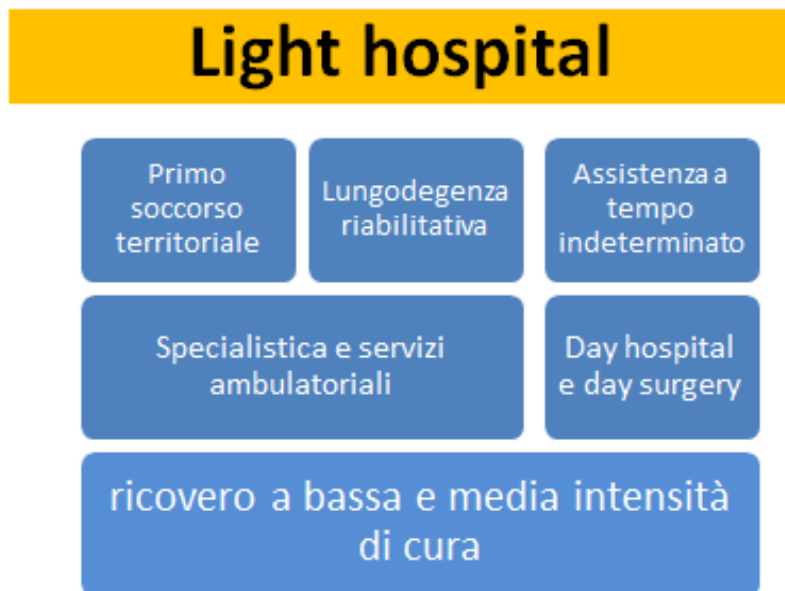 Light hospital
Primo
soccorso
territoriale
Lungodegenza
riabilitativa
Assistenza a
tempo
indeterminato
Specialistica e servizi
ambulatoriali
Day hospital
e day surgery
ricovero a bassa e media intensità
di cura